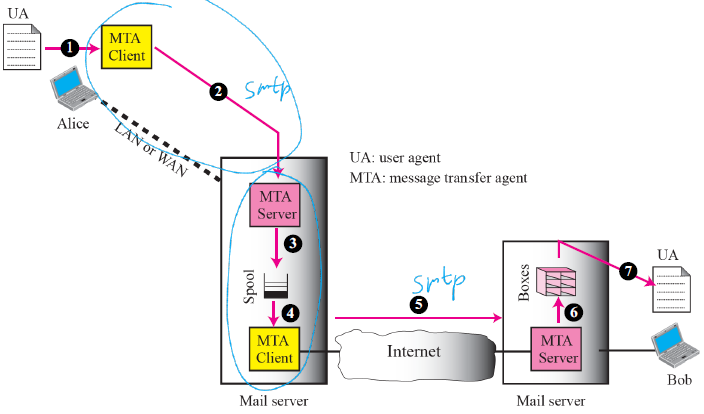 UA
1
MTA
Client
2
smtp
Alice
LAN or WAN
UA: user agent
MTA: message transfer agent
MTA
Server
3
Spool
4
MTA
Client
Mail server
smtp
5
Internet
Boxes
6
MTA
Server
Mail server
7
UA
Bob